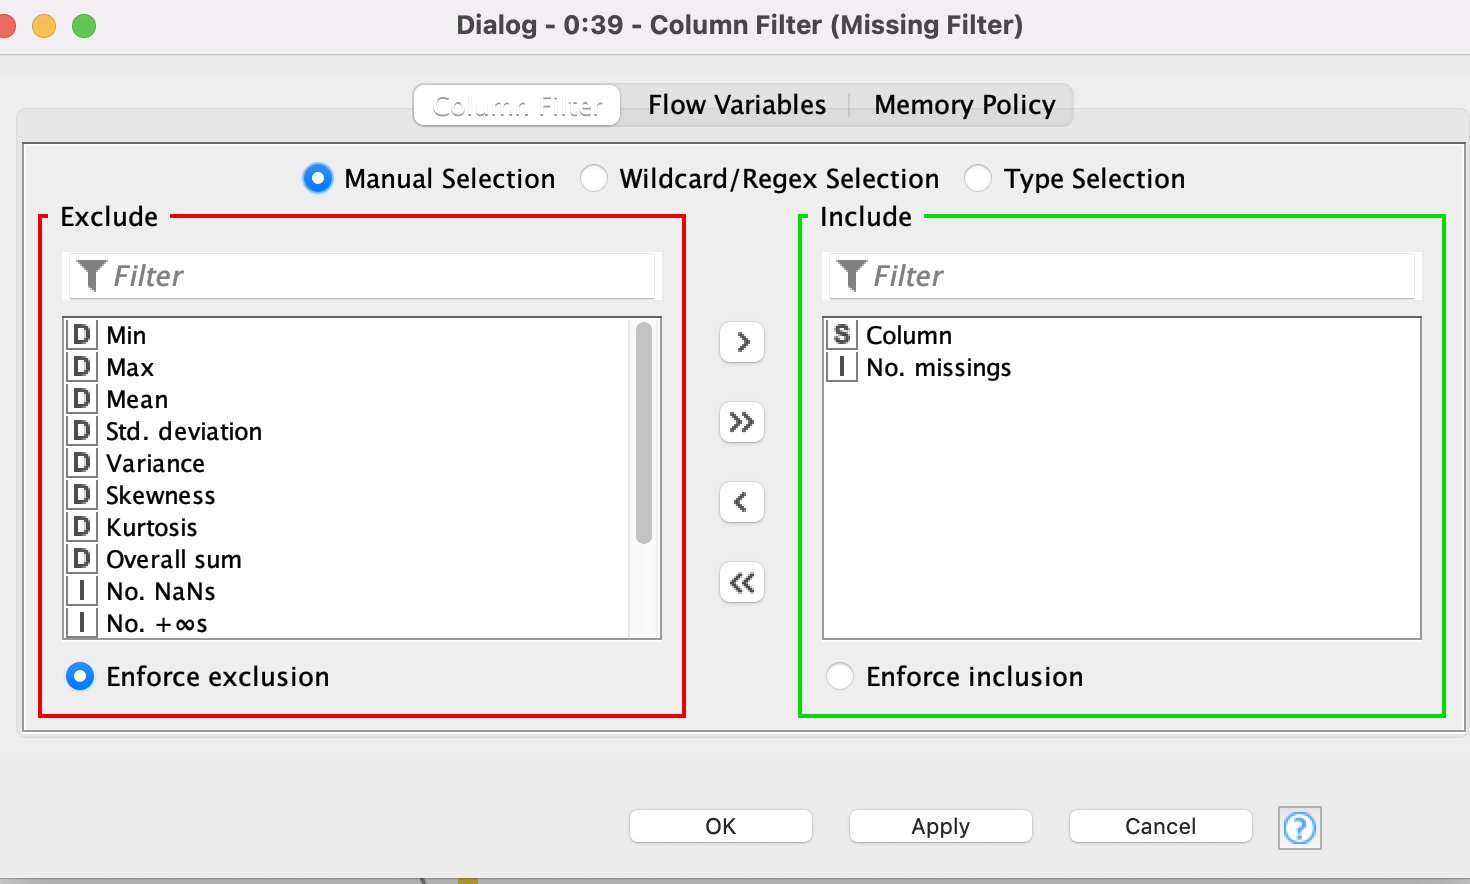 Dialog - 0:39 - Column Filter (Missing Filter)
Column Filter Flow Variables Memory Policy
Manual Selection Wildcard/Regex Selection Type Selection
Exclude
Filter
D Min
D Max
D Mean
D Std. deviation
D Variance
D Skewness
D Kurtosis
D Overall sum
I No. NaNs
I No. +∞s
Enforce exclusion
Include
Filter
S Column
I No. missings
Enforce inclusion
OK Apply Cancel ?